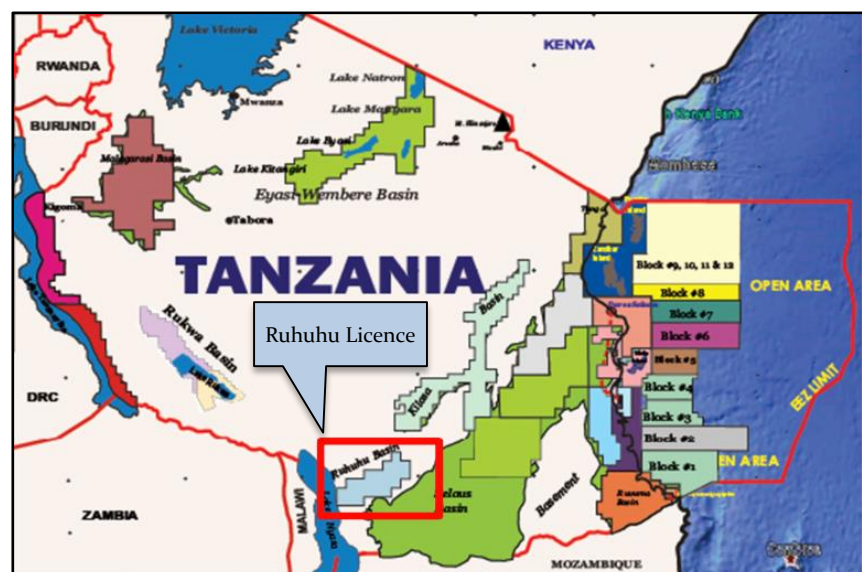 Lake Victoria
KENYA
RWANDA
Lake Natron
Mwanza
Lake Manyara
BURUNDI
Malagarasi Basin
Lake Eyasi
Mombasa
Lake Kitangiri
Eyasi-Wembere Basin
Kigoma
Tabora
TANZANIA
Block #9, 10, 11 & 12
Block #8
OPEN AREA
Block #7
Block #6
Block #5
Block #4
Block #3
Block #2
Block #1
EEZ LIMIT
EN AREA
Rukwa Basin
Ruhuhu Licence
Basin
Kilosa
DRC
Ruhuhu Basin
Selous
Basin
Basement
Ruvuma
Basin
ZAMBIA
MALAWI
MOZAMBIQUE